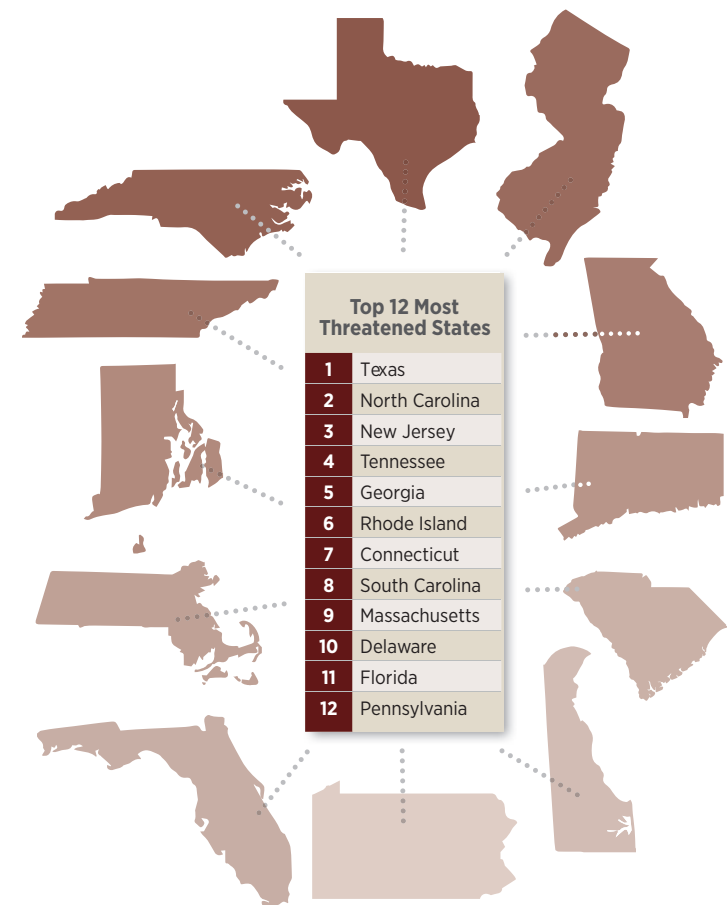 Top 12 Most
Threatened States
1 Texas
2 North Carolina
3 New Jersey
4 Tennessee
5 Georgia
6 Rhode Island
7 Connecticut
8 South Carolina
9 Massachusetts
10 Delaware
11 Florida
12 Pennsylvania